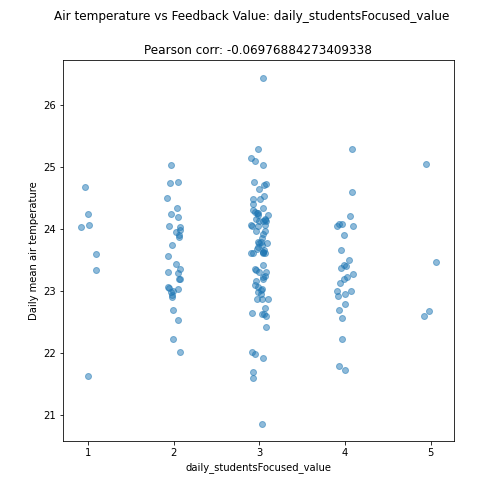 Air temperature vs Feedback Value: daily_studentsFocused_value
Pearson corr: -0.06976884273409338
26
25
24
23
22
21
Daily mean air temperature
1 2 3 4 5
daily_studentsFocused_value